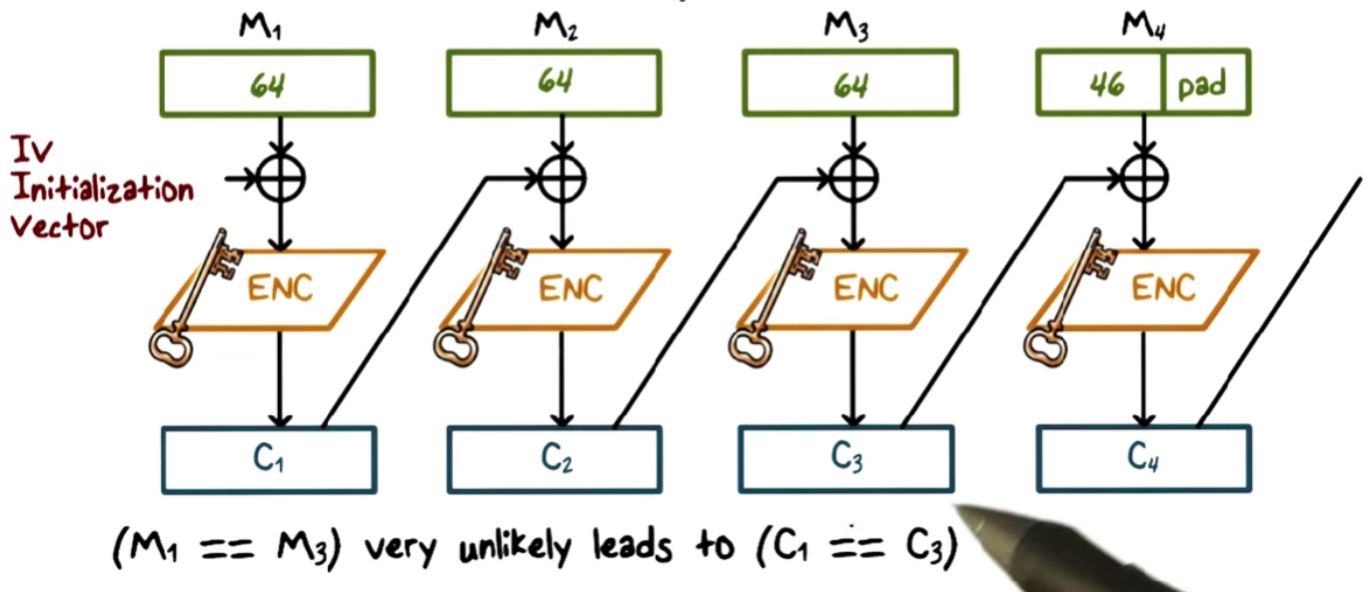 M₁ M₂ M₃ M₄
64 64 64 46 pad
IV
Initialization
Vector
ENC ENC ENC ENC
C₁ C₂ C₃ C₄
(M₁ == M₃) very unlikely leads to (C₁ == C₃)